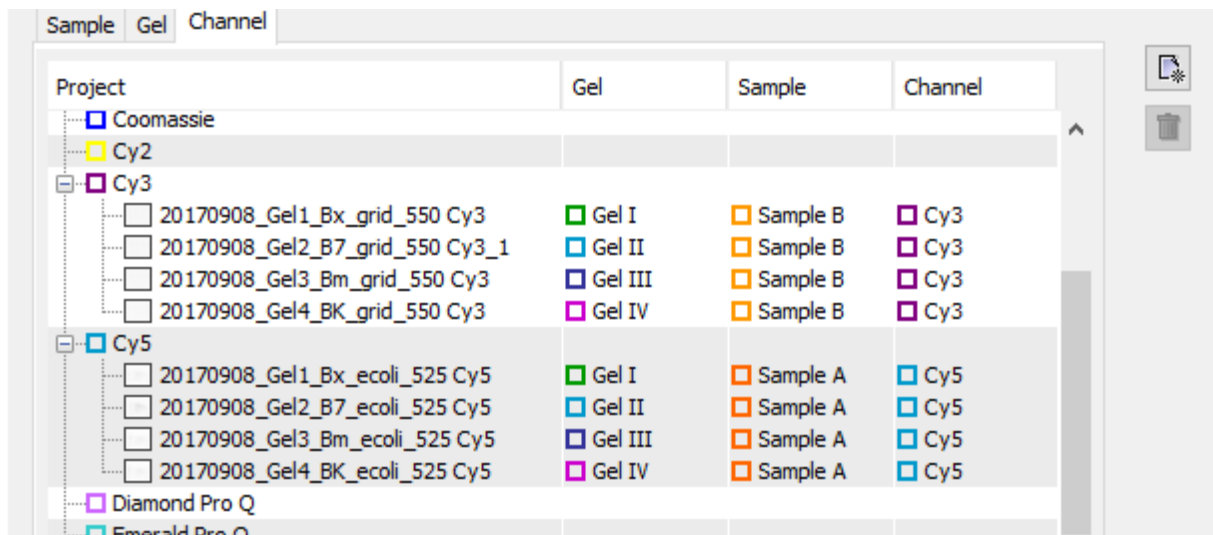 Sample Gel Channel
Project Gel Sample Channel
Coomassie
Cy2
Cy3
20170908_Gel1_Bx_grid_550 Cy3 Gel I Sample B Cy3
20170908_Gel2_B7_grid_550 Cy3_1 Gel II Sample B Cy3
20170908_Gel3_Bm_grid_550 Cy3 Gel III Sample B Cy3
20170908_Gel4_BK_grid_550 Cy3 Gel IV Sample B Cy3
Cy5
20170908_Gel1_Bx_ecoli_525 Cy5 Gel I Sample A Cy5
20170908_Gel2_B7_ecoli_525 Cy5 Gel II Sample A Cy5
20170908_Gel3_Bm_ecoli_525 Cy5 Gel III Sample A Cy5
20170908_Gel4_BK_ecoli_525 Cy5 Gel IV Sample A Cy5
Diamond Pro Q
Emerald Pro Q